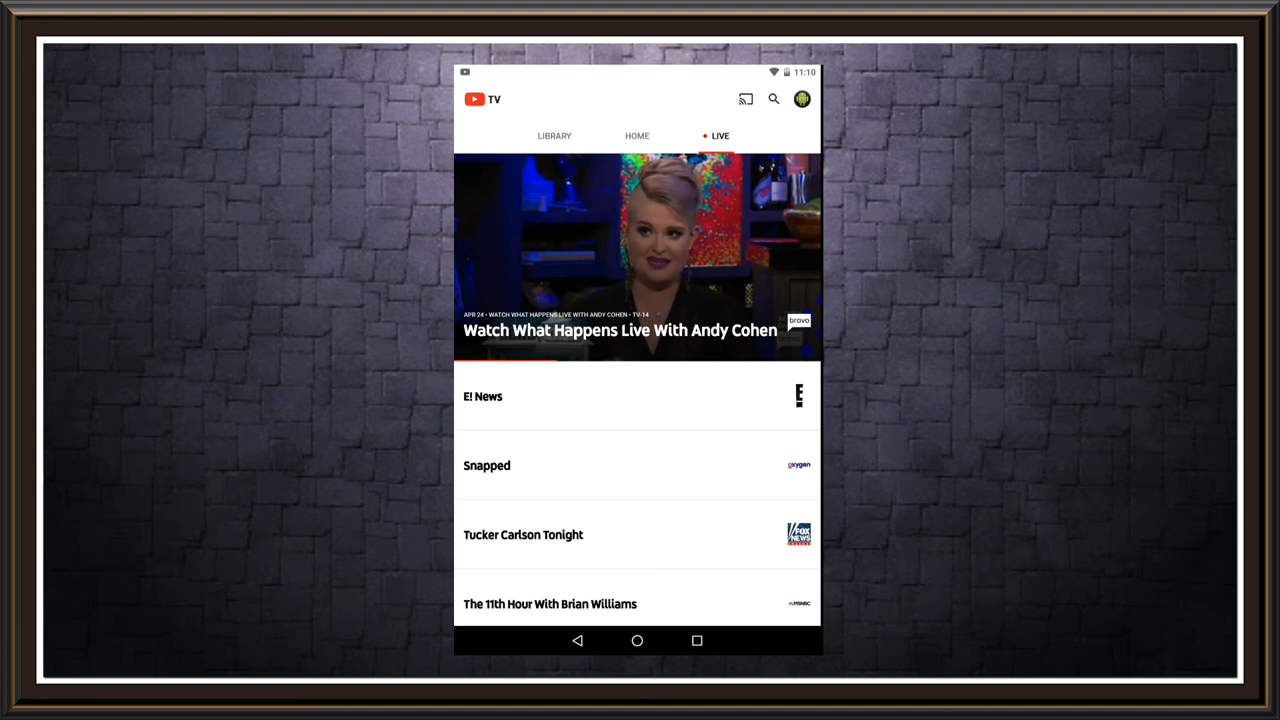 11:10
TV
LIBRARY
HOME
LIVE
APR 24 • WATCH WHAT HAPPENS LIVE WITH ANDY COHEN • TV-14
Watch What Happens Live With Andy Cohen
bravo
E! News
E!
Snapped
oxygen
Tucker Carlson Tonight
FOX
NEWS
channel
The 11th Hour With Brian Williams
MSNBC